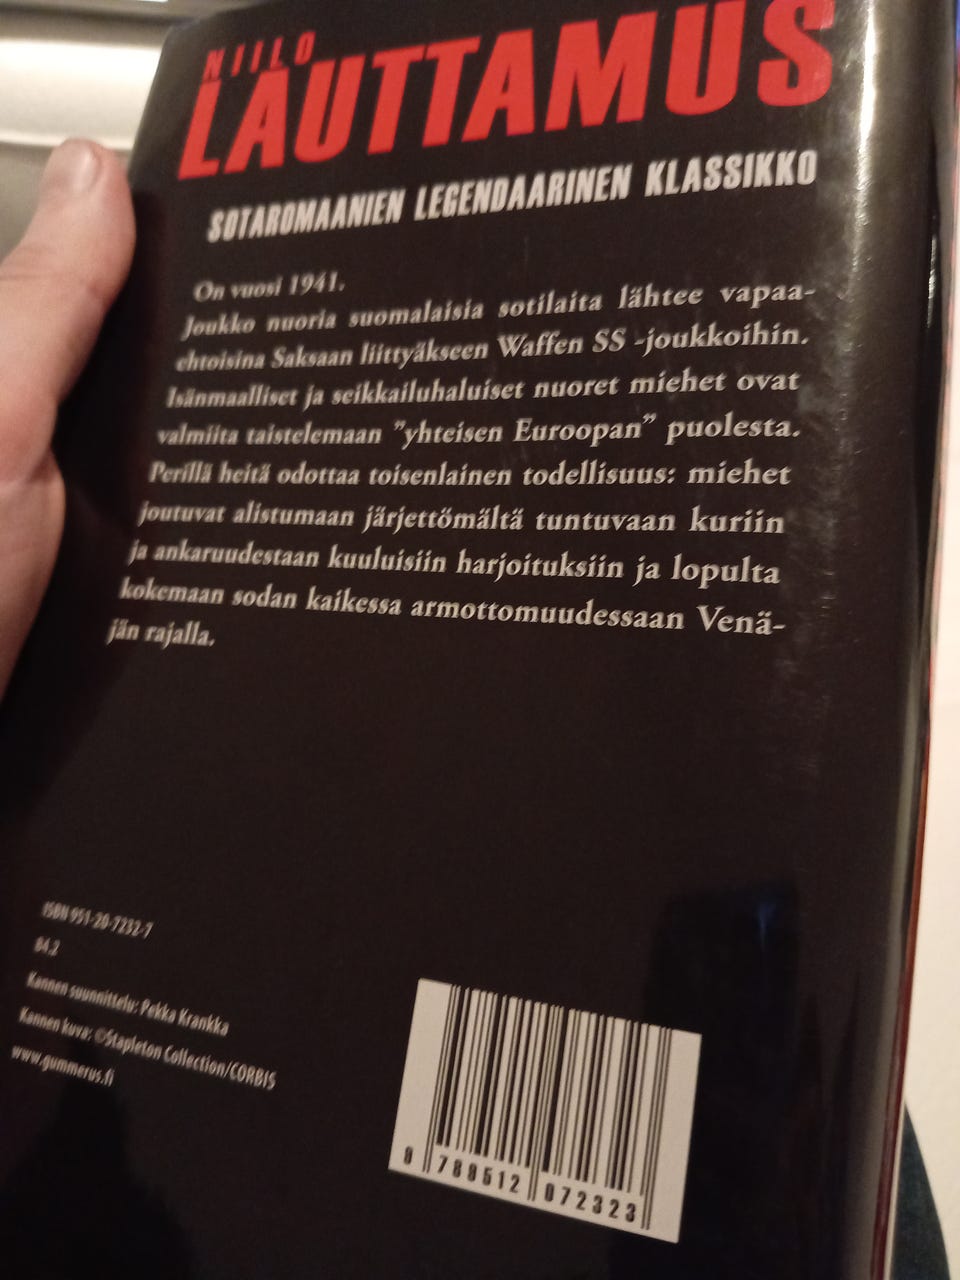 NIILO
LAUTTAMUS
SOTAROMAANIEN LEGENDAARINEN KLASSIKKO
On vuosi 1941.
Joukko nuoria suomalaisia sotilaita lähtee vapaa-
ehtoisina Saksaan liittyäkseen Waffen SS -joukkoihin.
Isänmaalliset ja seikkailuhaluiset nuoret miehet ovat
valmiita taistelemaan ”yhteisen Euroopan” puolesta.
Perillä heitä odottaa toisenlainen todellisuus: miehet
joutuvat alistumaan järjettömältä tuntuvaan kuriin
ja ankaruudestaan kuuluisiin harjoituksiin ja lopulta
kokemaan sodan kaikessa armottomuudessaan Venä-
jän rajalla.
ISBN 951-20-7232-7
84.2
Kannen suunnittelu: Pekka Krankka
Kannen kuva: ©Stapleton Collection/CORBIS
www.gummerus.fi
9 789512 072323